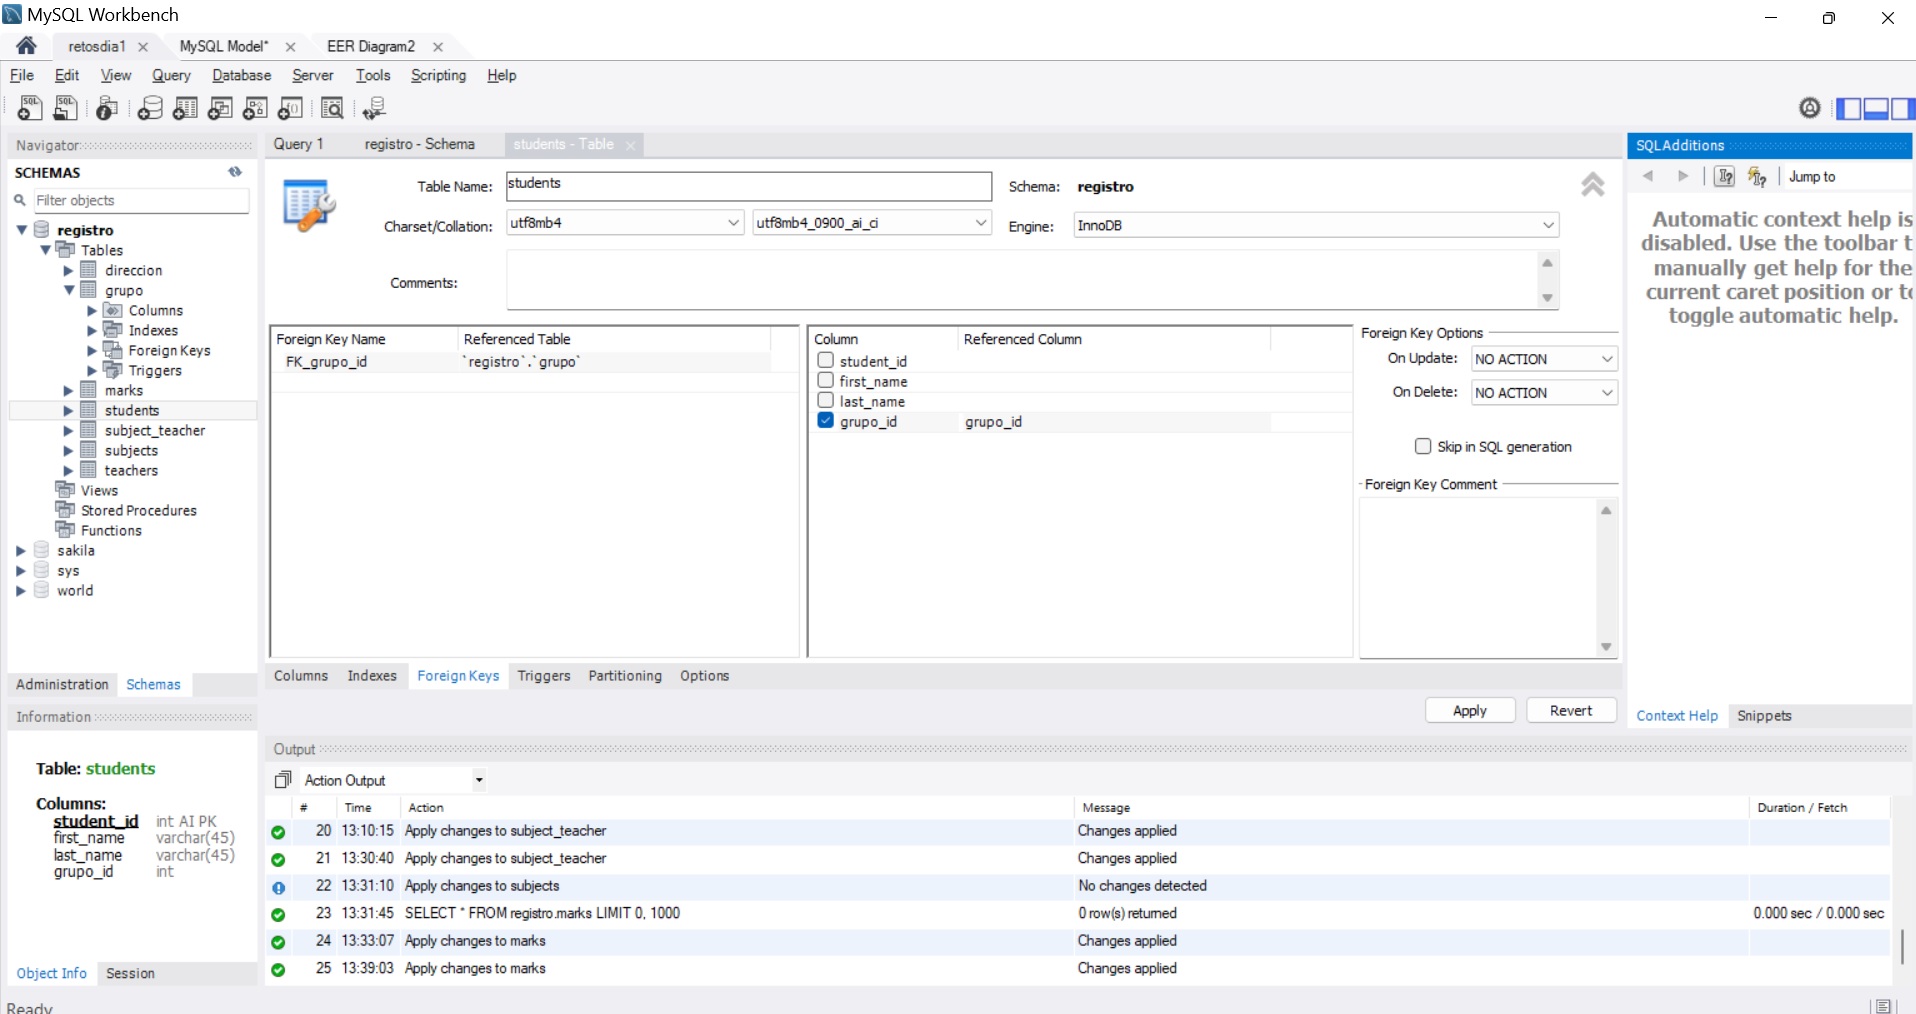 MySQL Workbench
retosdia1 MySQL Model* EER Diagram2
File Edit View Query Database Server Tools Scripting Help
Navigator
SCHEMAS
Filter objects
registro
Tables
direccion
grupo
Columns
Indexes
Foreign Keys
Triggers
marks
students
subject_teacher
subjects
teachers
Views
Stored Procedures
Functions
sakila
sys
world
Administration Schemas
Information
Table: students
Columns:
student_id int AI PK
first_name varchar(45)
last_name varchar(45)
grupo_id int
Object Info Session
Ready
Query 1 registro - Schema students - Table
Table Name: students Schema: registro
Charset/Collation: utf8mb4 utf8mb4_0900_ai_ci Engine: InnoDB
Comments:
Foreign Key Name Referenced Table
FK_grupo_id `registro`.`grupo`
Column Referenced Column
student_id
first_name
last_name
grupo_id grupo_id
Foreign Key Options
On Update: NO ACTION
On Delete: NO ACTION
Skip in SQL generation
Foreign Key Comment
Columns Indexes Foreign Keys Triggers Partitioning Options
Apply Revert
SQLAdditions
Jump to
Automatic context help is
disabled. Use the toolbar t
manually get help for the
current caret position or to
toggle automatic help.
Context Help Snippets
Output
Action Output
# Time Action Message Duration / Fetch
20 13:10:15 Apply changes to subject_teacher Changes applied
21 13:30:40 Apply changes to subject_teacher Changes applied
22 13:31:10 Apply changes to subjects No changes detected
23 13:31:45 SELECT * FROM registro.marks LIMIT 0, 1000 0 row(s) returned 0.000 sec / 0.000 sec
24 13:33:07 Apply changes to marks Changes applied
25 13:39:03 Apply changes to marks Changes applied